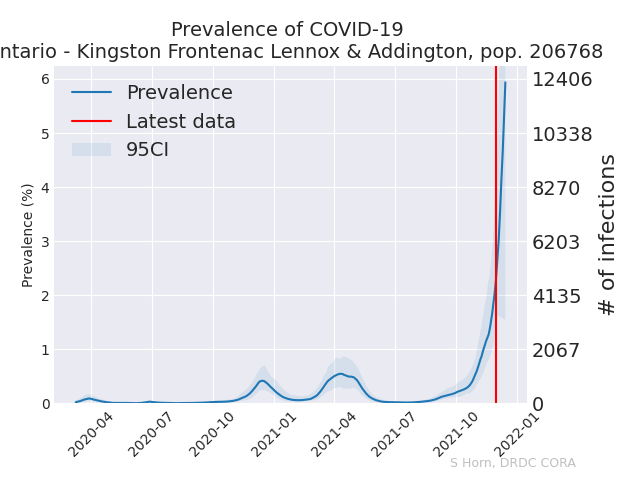 Prevalence of COVID-19
ntario - Kingston Frontenac Lennox & Addington, pop. 206768
Prevalence
Latest data
95CI
Prevalence (%)
6
5
4
3
2
1
0
12406
10338
8270
6203
4135
2067
0
# of infections
2020-04
2020-07
2020-10
2021-01
2021-04
2021-07
2021-10
2022-01
S Horn, DRDC CORA